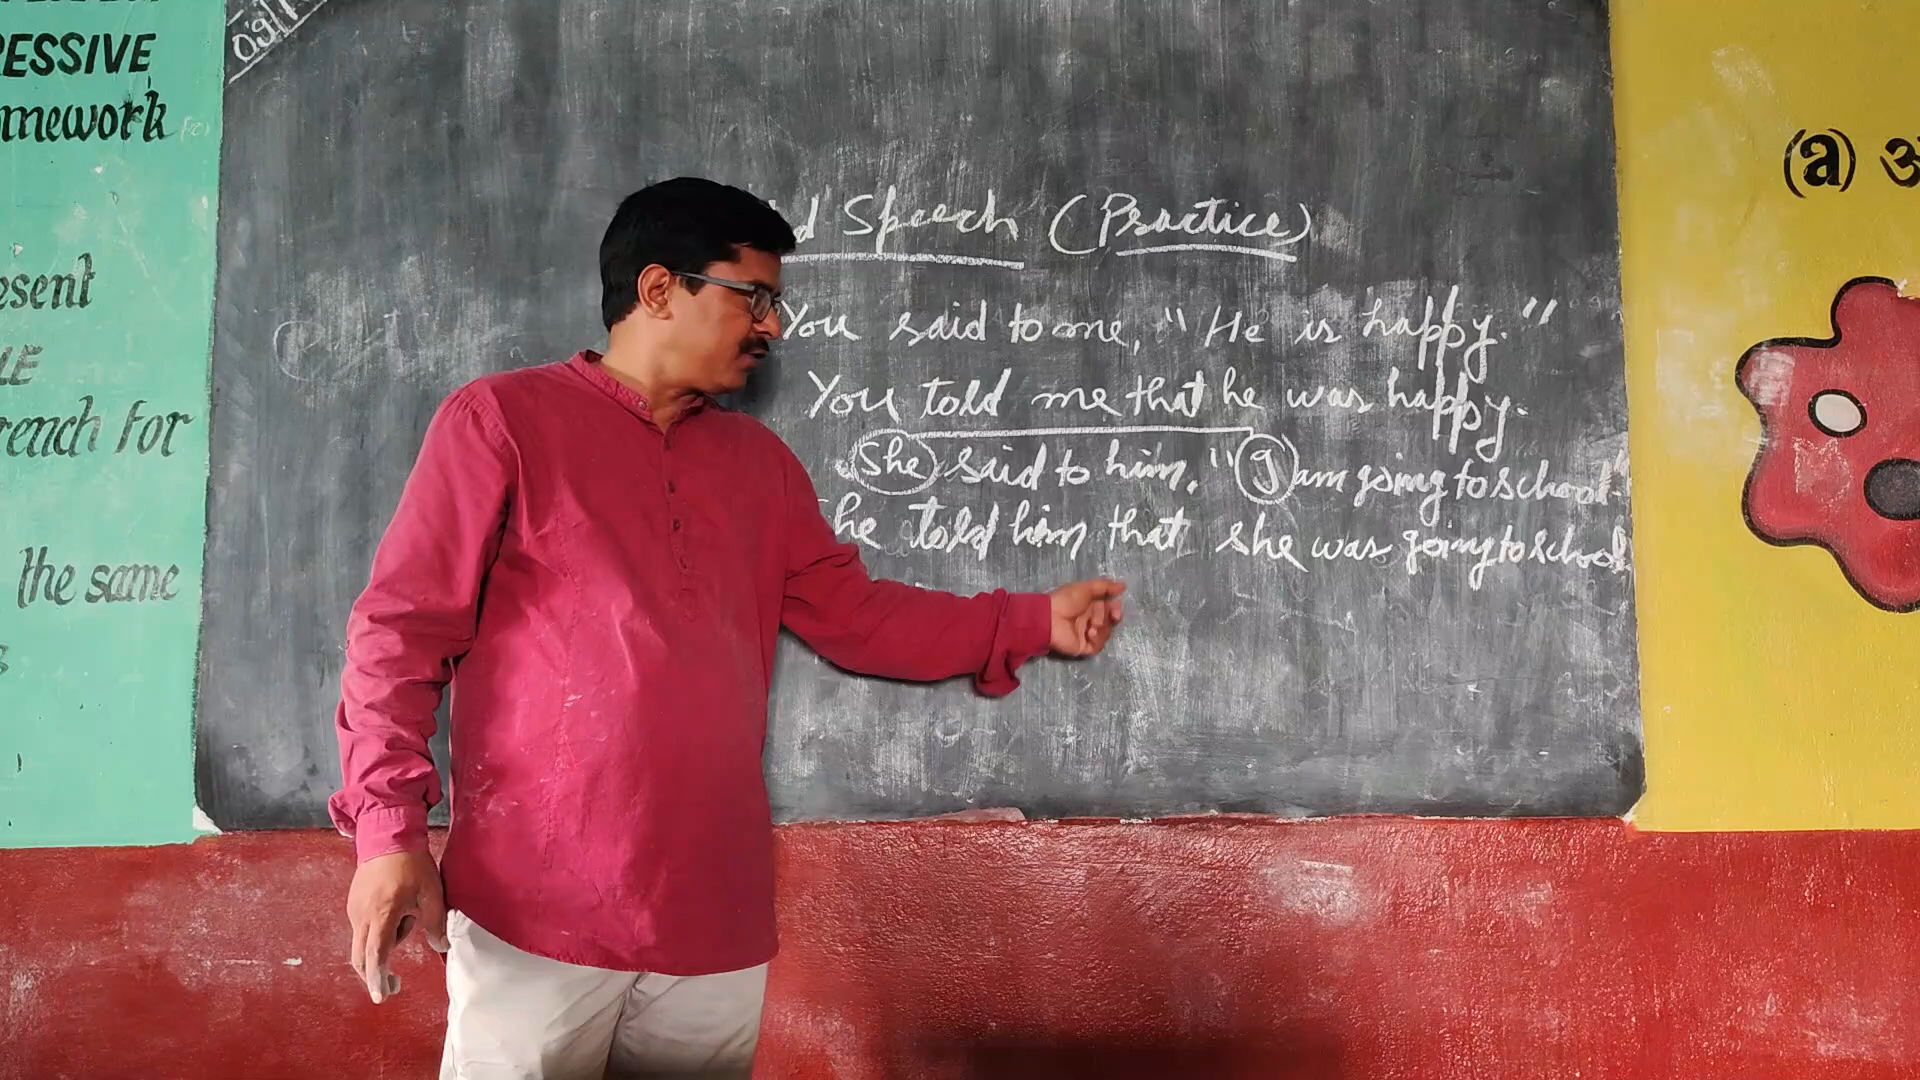 RESSIVE
mework
esent
LE
rench For
the same
09/
d Speech (Practice)
You said to me, "He is happy."
You told me that he was happy.
She said to him, "I am going to school."
he told him that she was going to school
(a) अ